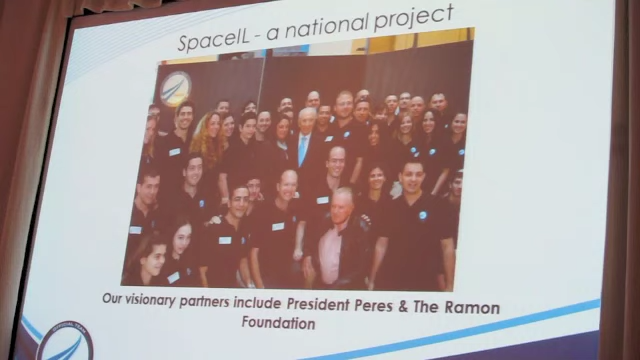 SpaceIL - a national project
Our visionary partners include President Peres & The Ramon
Foundation